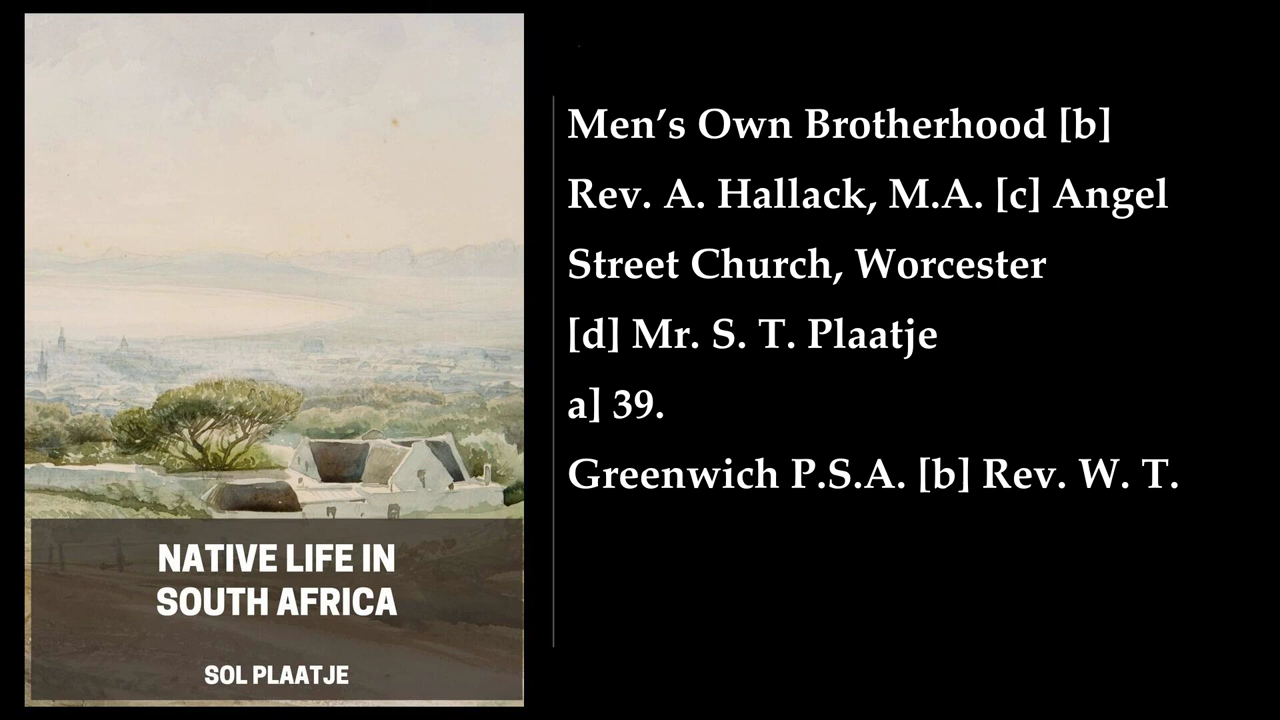 NATIVE LIFE IN
SOUTH AFRICA
SOL PLAATJE
Men’s Own Brotherhood [b]
Rev. A. Hallack, M.A. [c] Angel
Street Church, Worcester
[d] Mr. S. T. Plaatje
a] 39.
Greenwich P.S.A. [b] Rev. W. T.